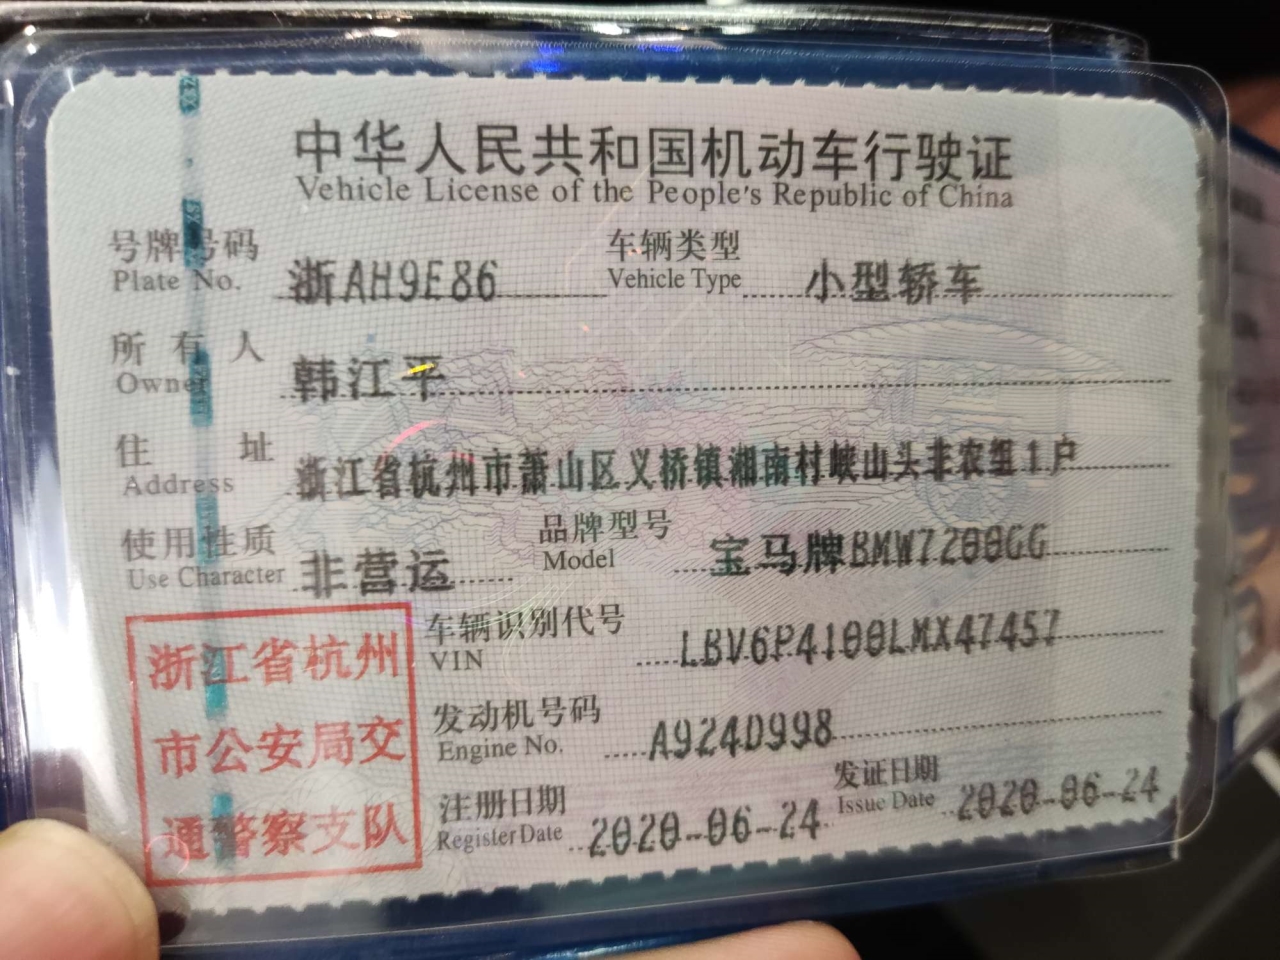 中华人民共和国机动车行驶证
Vehicle License of the People's Republic of China
号牌号码 浙AH9E86 车辆类型 小型轿车
Plate No. Vehicle Type
所有人 韩江平
Owner
住址 浙江省杭州市萧山区义桥镇湘南村峡山头非农组1户
Address
使用性质 非营运 品牌型号 宝马牌BMW7200GG
Use Character Model
车辆识别代号 LBV6P4100LMX47457
VIN
发动机号码 A924D998
Engine No.
注册日期 2020-06-24 发证日期 2020-06-24
Register Date Issue Date
浙江省杭州
市公安局交
通警察支队